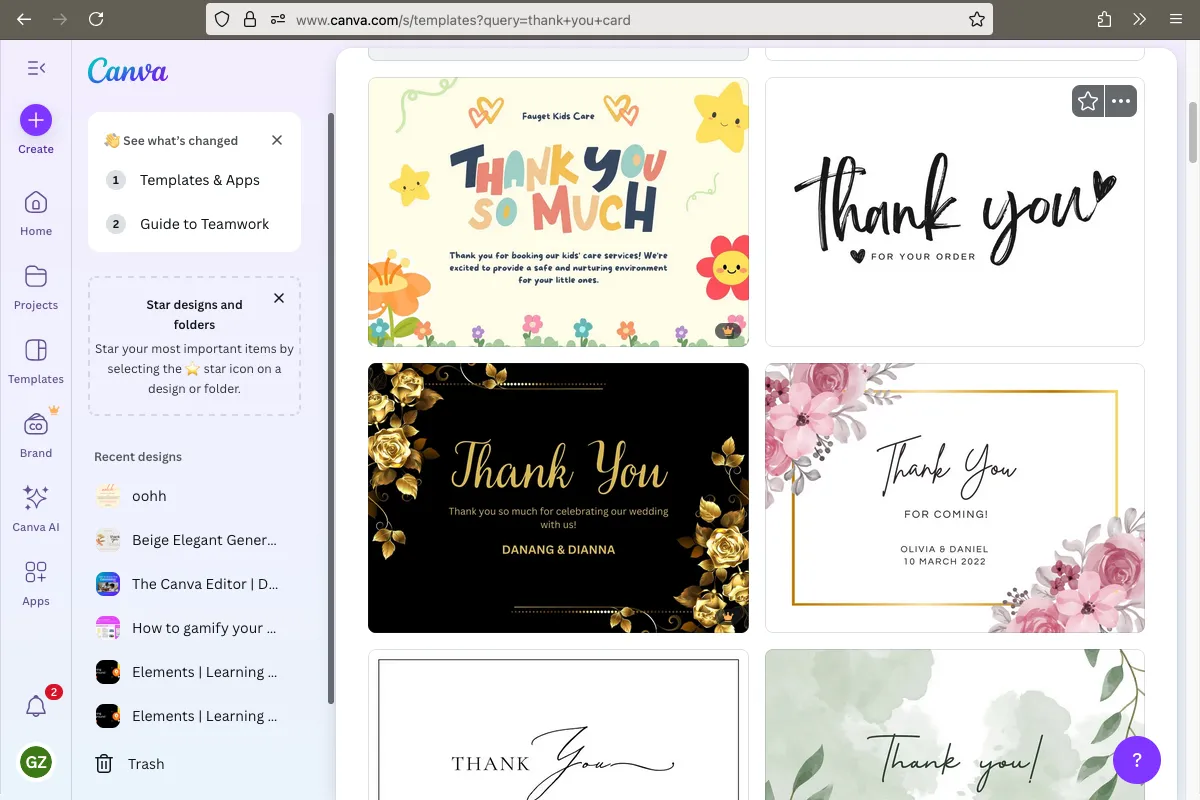 www.canva.com/s/templates?query=thank+you+card
Canva
Create
Home
Projects
Templates
Brand
Canva AI
Apps
2
GZ
See what's changed
1 Templates & Apps
2 Guide to Teamwork
Star designs and
folders
Star your most important items by
selecting the star icon on a
design or folder.
Recent designs
oohh
Beige Elegant Gener...
The Canva Editor | D...
How to gamify your ...
Elements | Learning ...
Elements | Learning ...
Trash
Fauget Kids Care
THANK YOU
SO MUCH
Thank you for booking our kids' care services! We're
excited to provide a safe and nurturing environment
for your little ones.
Thank you
FOR YOUR ORDER
Thank You
Thank you so much for celebrating our wedding
with us!
DANANG & DIANNA
Thank You
FOR COMING!
OLIVIA & DANIEL
10 MARCH 2022
THANK You
Thank you!
?